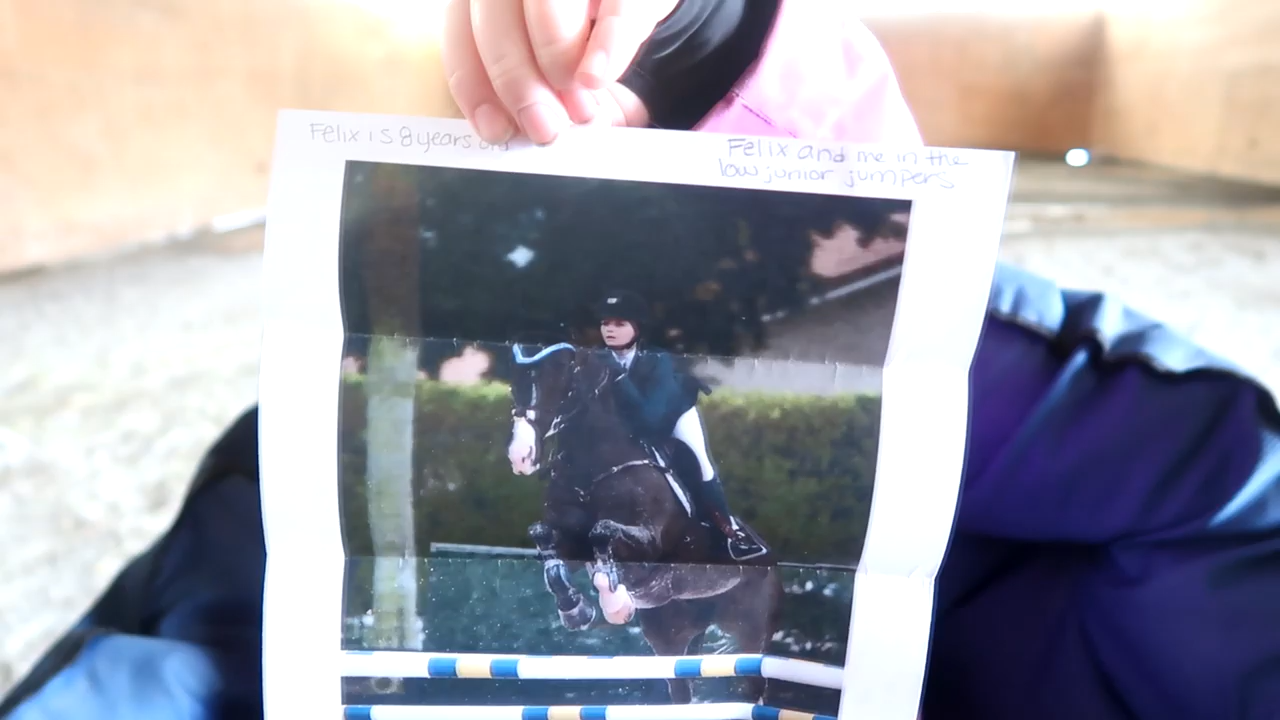 Felix is 8 years old
Felix and me in the
low junior jumpers